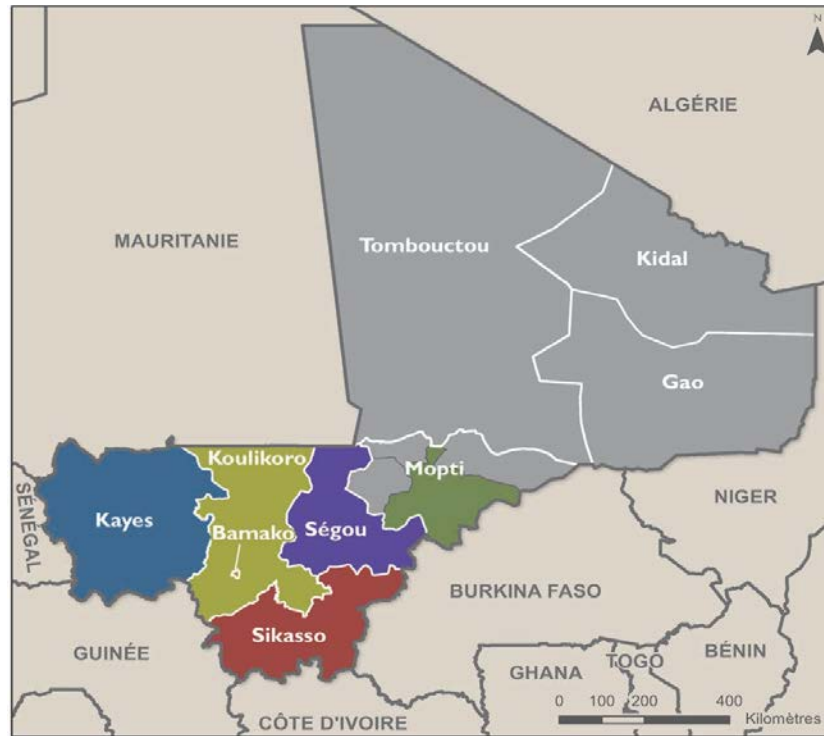 N
ALGÉRIE
MAURITANIE
Tombouctou
Kidal
Gao
Koulikoro
Mopti
SÉNÉGAL
Kayes
Bamako
Ségou
NIGER
BURKINA FASO
Sikasso
GUINÉE
GHANA
TOGO
BÉNIN
CÔTE D'IVOIRE
0 100 200 400
Kilomètres